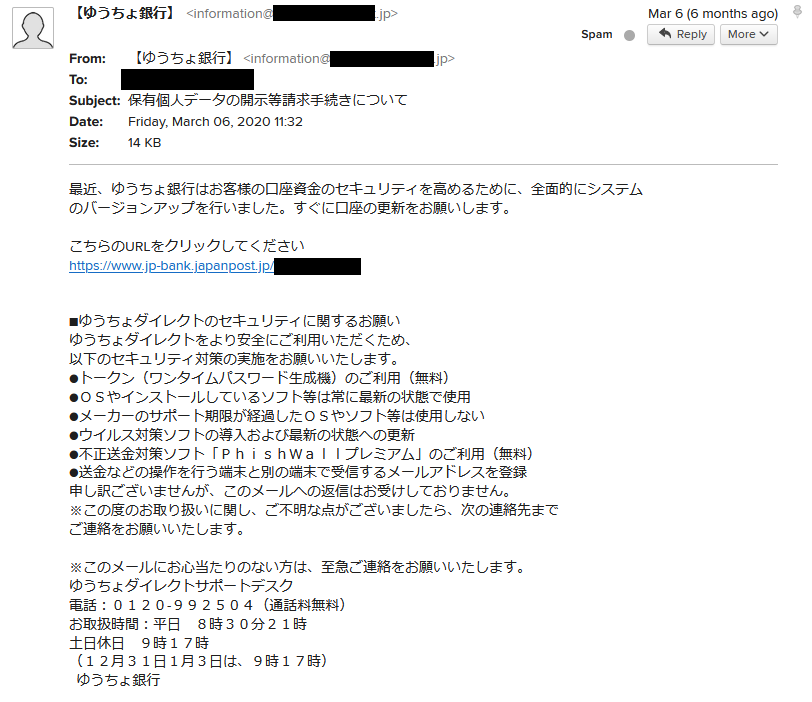 【ゆうちょ銀行】 <information@ .jp>
Mar 6 (6 months ago)
Spam
Reply
More
From: 【ゆうちょ銀行】 <information@ .jp>
To:
Subject: 保有個人データの開示等請求手続きについて
Date: Friday, March 06, 2020 11:32
Size: 14 KB
最近、ゆうちょ銀行はお客様の口座資金のセキュリティを高めるために、全面的にシステム
のバージョンアップを行いました。すぐに口座の更新をお願いします。
こちらのURLをクリックしてください
https://www.jp-bank.japanpost.jp/
■ゆうちょダイレクトのセキュリティに関するお願い
ゆうちょダイレクトをより安全にご利用いただくため、
以下のセキュリティ対策の実施をお願いいたします。
●トークン（ワンタイムパスワード生成機）のご利用（無料）
●ＯＳやインストールしているソフト等は常に最新の状態で使用
●メーカーのサポート期限が経過したＯＳやソフト等は使用しない
●ウイルス対策ソフトの導入および最新の状態への更新
●不正送金対策ソフト「ＰｈｉｓｈＷａｌｌプレミアム」のご利用（無料）
●送金などの操作を行う端末と別の端末で受信するメールアドレスを登録
申し訳ございませんが、このメールへの返信はお受けしておりません。
※この度のお取り扱いに関し、ご不明な点がございましたら、次の連絡先まで
ご連絡をお願いいたします。
※このメールにお心当たりのない方は、至急ご連絡をお願いいたします。
ゆうちょダイレクトサポートデスク
電話：０１２０-９９２５０４（通話料無料）
お取扱時間：平日　８時３０分２１時
土日休日　９時１７時
（１２月３１日１月３日は、９時１７時）
ゆうちょ銀行